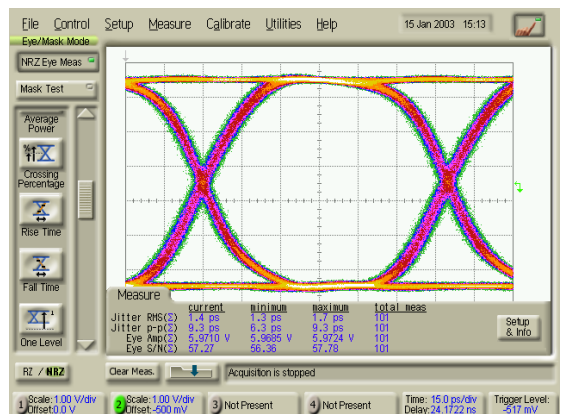 File Control Setup Measure Calibrate Utilities Help 15 Jan 2003 15:13
Eye/Mask Mode
NRZ Eye Meas
Mask Test
Average
Power
Crossing
Percentage
Rise Time
Fall Time
One Level
Measure
current minimum maximum total meas
Jitter RMS(Σ) 1.4 ps 1.3 ps 1.7 ps 101
Jitter p-p(Σ) 9.3 ps 6.3 ps 9.3 ps 101
Eye Amp(Σ) 5.9710 V 5.9685 V 5.9724 V 101
Eye S/N(Σ) 57.27 56.36 57.78 101
Setup
& Info
RZ / NRZ
Clear Meas.
Acquisition is stopped
1 Scale: 1.00 V/div
Offset:0.0 V
2 Scale: 1.00 V/div
Offset:-500 mV
3 Not Present
4 Not Present
Time: 15.0 ps/div
Delay:24.1722 ns
Trigger Level:
-517 mV